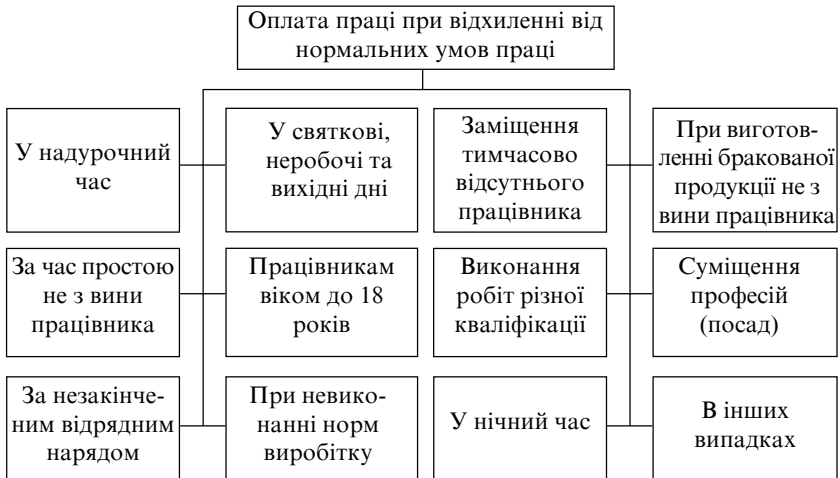 Оплата праці при відхиленні від
нормальних умов праці
У надурочний
час
У святкові,
неробочі та
вихідні дні
Заміщення
тимчасово
відсутнього
працівника
При виготов-
ленні бракованої
продукції не з
вини працівника
За час простою
не з вини
працівника
Працівникам
віком до 18
років
Виконання
робіт різної
кваліфікації
Суміщення
професій
(посад)
За незакінче-
ним відрядним
нарядом
При невико-
нанні норм
виробітку
У нічний час
В інших
випадках